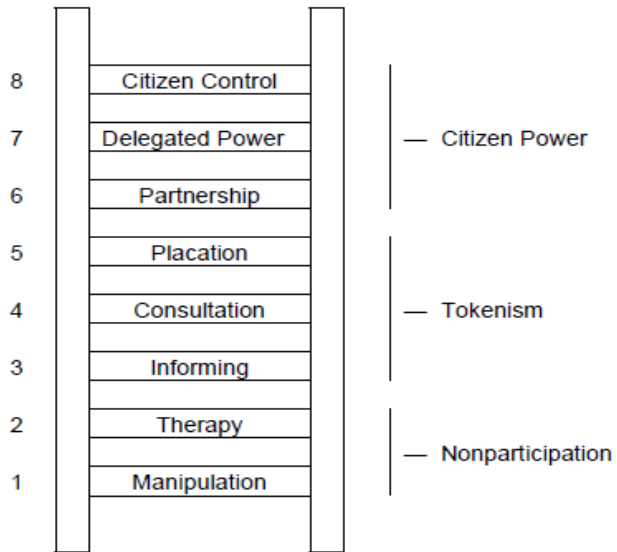 8 Citizen Control
7 Delegated Power — Citizen Power
6 Partnership
5 Placation
4 Consultation — Tokenism
3 Informing
2 Therapy
— Nonparticipation
1 Manipulation